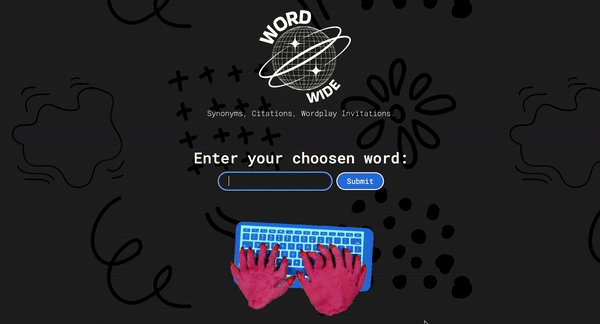 WORD
WIDE
Synonyms, Citations, Wordplay Invitations.
Enter your choosen word:
Submit